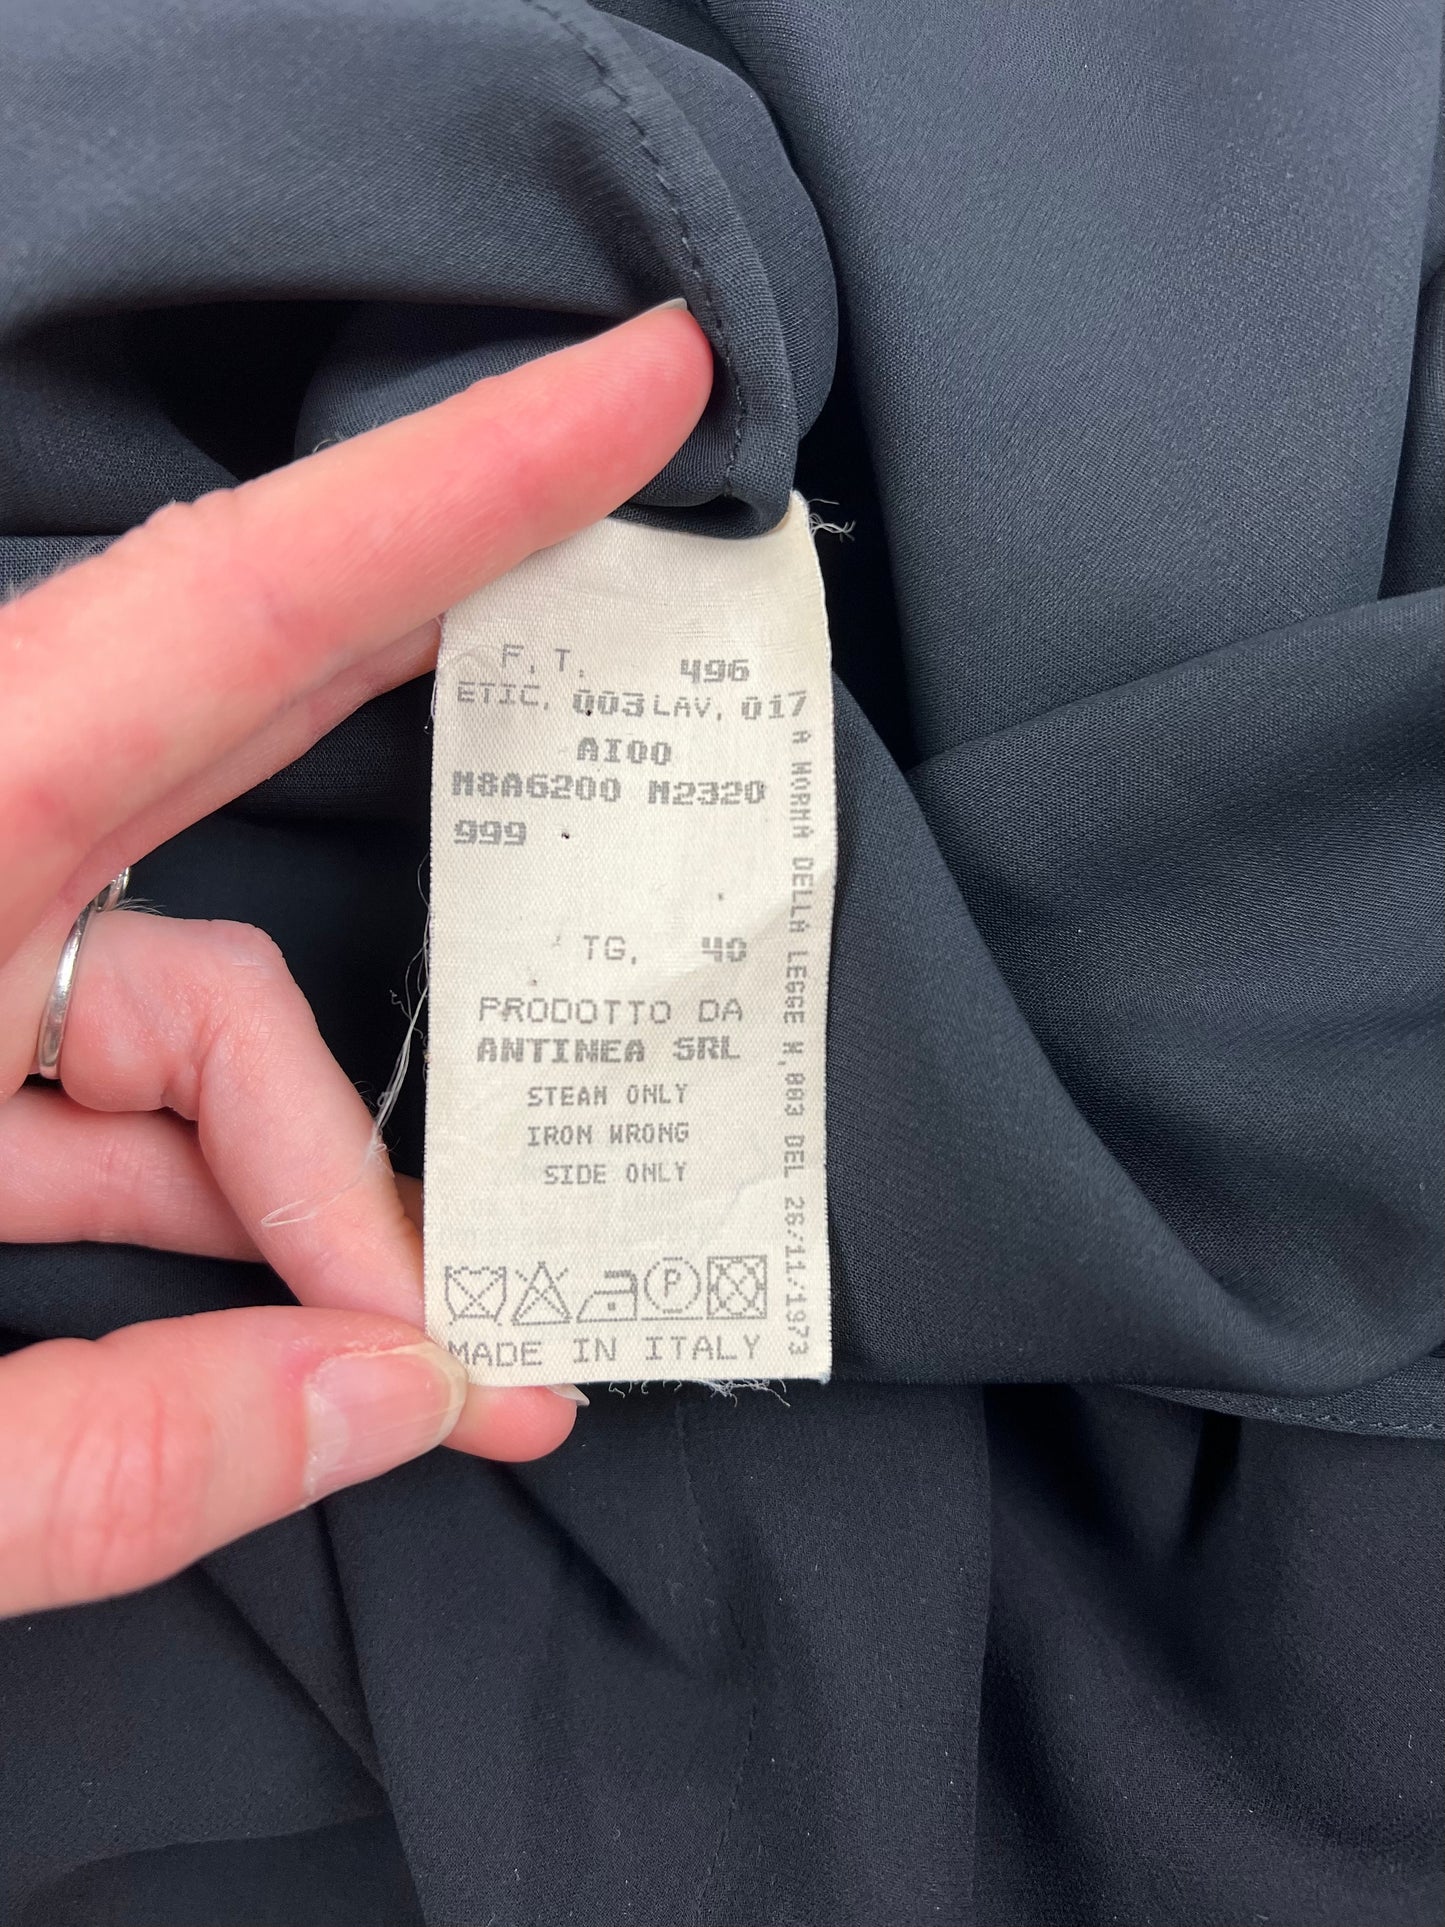 F. T. 496
ETIC. 003 LAV. 017
AI00
M8A6200 M2320
999
TG. 40
PRODOTTO DA
ANTINEA SRL
STEAM ONLY
IRON WRONG
SIDE ONLY
P
MADE IN ITALY
A NORMA DELLA LEGGE N.883 DEL 26/11/1973